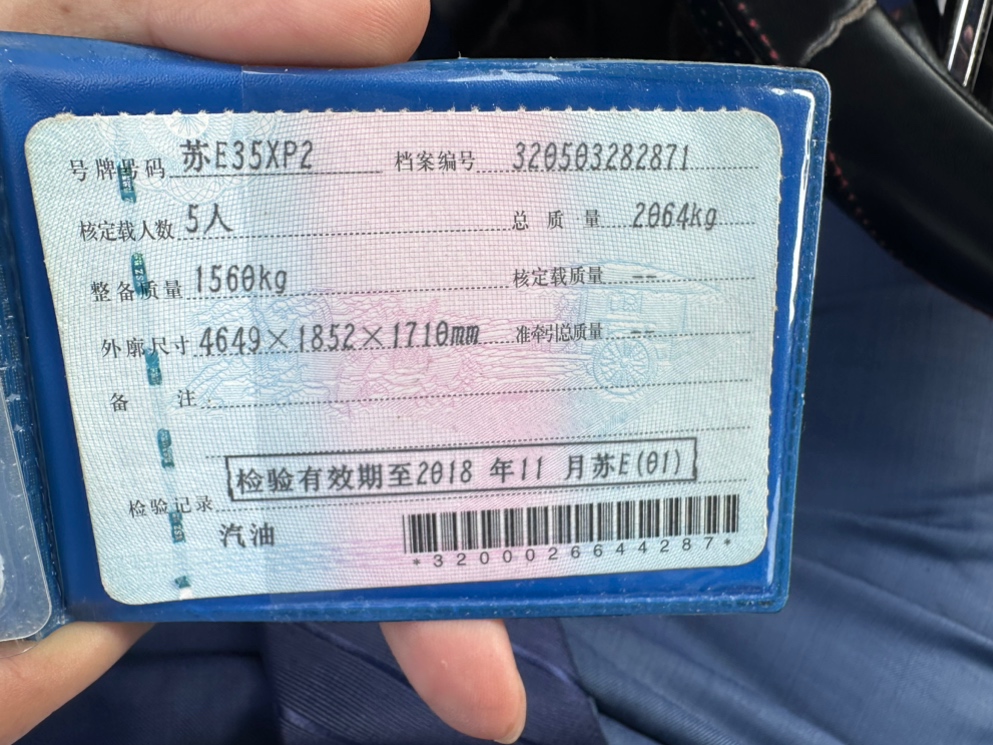 号牌号码 苏E35XP2 档案编号 320503282871
核定载人数 5人 总质量 2064kg
整备质量 1560kg 核定载质量 --
外廓尺寸 4649×1852×1710mm 准牵引总质量 --
备注
检验有效期至2018年11月苏E(01)
检验记录
汽油
*3200026644287*